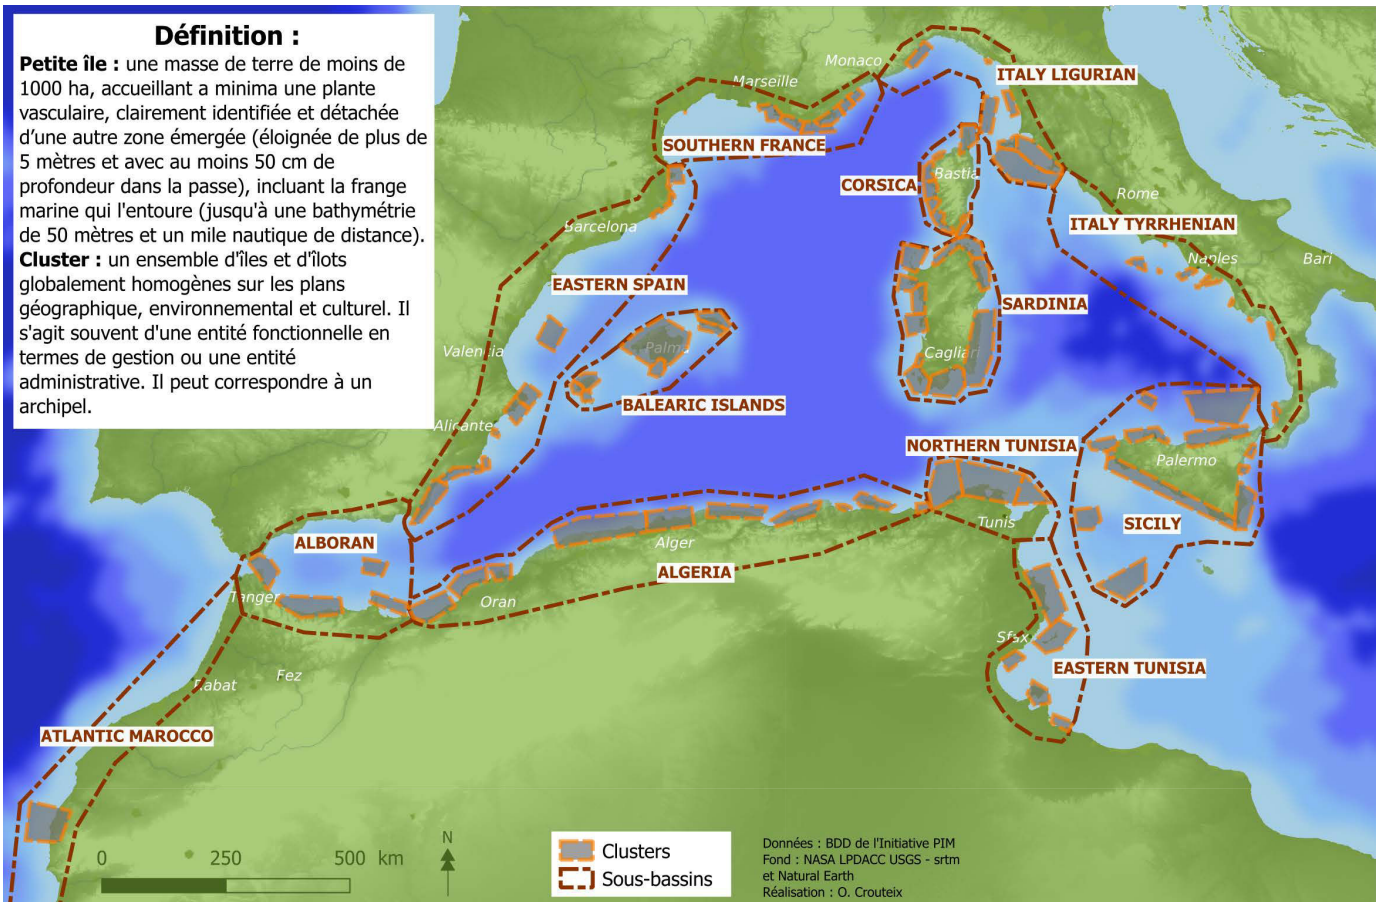 Définition :
Petite île : une masse de terre de moins de
1000 ha, accueillant a minima une plante
vasculaire, clairement identifiée et détachée
d'une autre zone émergée (éloignée de plus de
5 mètres et avec au moins 50 cm de
profondeur dans la passe), incluant la frange
marine qui l'entoure (jusqu'à une bathymétrie
de 50 mètres et un mile nautique de distance).
Cluster : un ensemble d'îles et d'îlots
globalement homogènes sur les plans
géographique, environnemental et culturel. Il
s'agit souvent d'une entité fonctionnelle en
termes de gestion ou une entité
administrative. Il peut correspondre à un
archipel.
Monaco
Marseille
ITALY LIGURIAN
SOUTHERN FRANCE
Bastia
CORSICA
Rome
Barcelona
ITALY TYRRHENIAN
Naples
Bari
EASTERN SPAIN
SARDINIA
Valencia
Palma
Cagliari
BALEARIC ISLANDS
Alicante
NORTHERN TUNISIA
Palermo
Tunis
SICILY
ALBORAN
Alger
ALGERIA
Tanger
Oran
Sfsx
EASTERN TUNISIA
Fez
Rabat
ATLANTIC MAROCCO
N
0 250 500 km
Clusters
Sous-bassins
Données : BDD de l'Initiative PIM
Fond : NASA LPDACC USGS - srtm
et Natural Earth
Réalisation : O. Crouteix